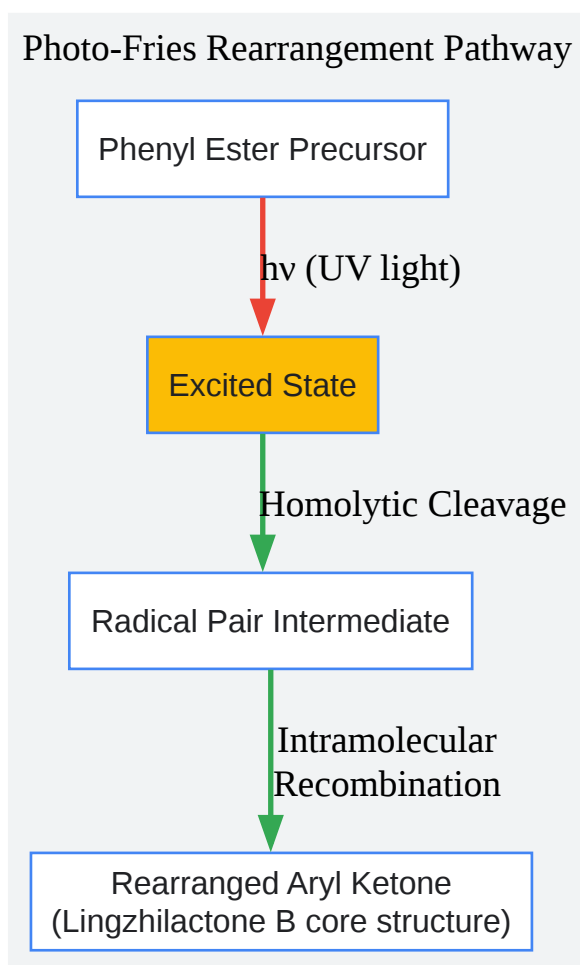 Photo-Fries Rearrangement Pathway
Phenyl Ester Precursor
hν (UV light)
Excited State
Homolytic Cleavage
Radical Pair Intermediate
Intramolecular
Recombination
Rearranged Aryl Ketone
(Lingzhilactone B core structure)